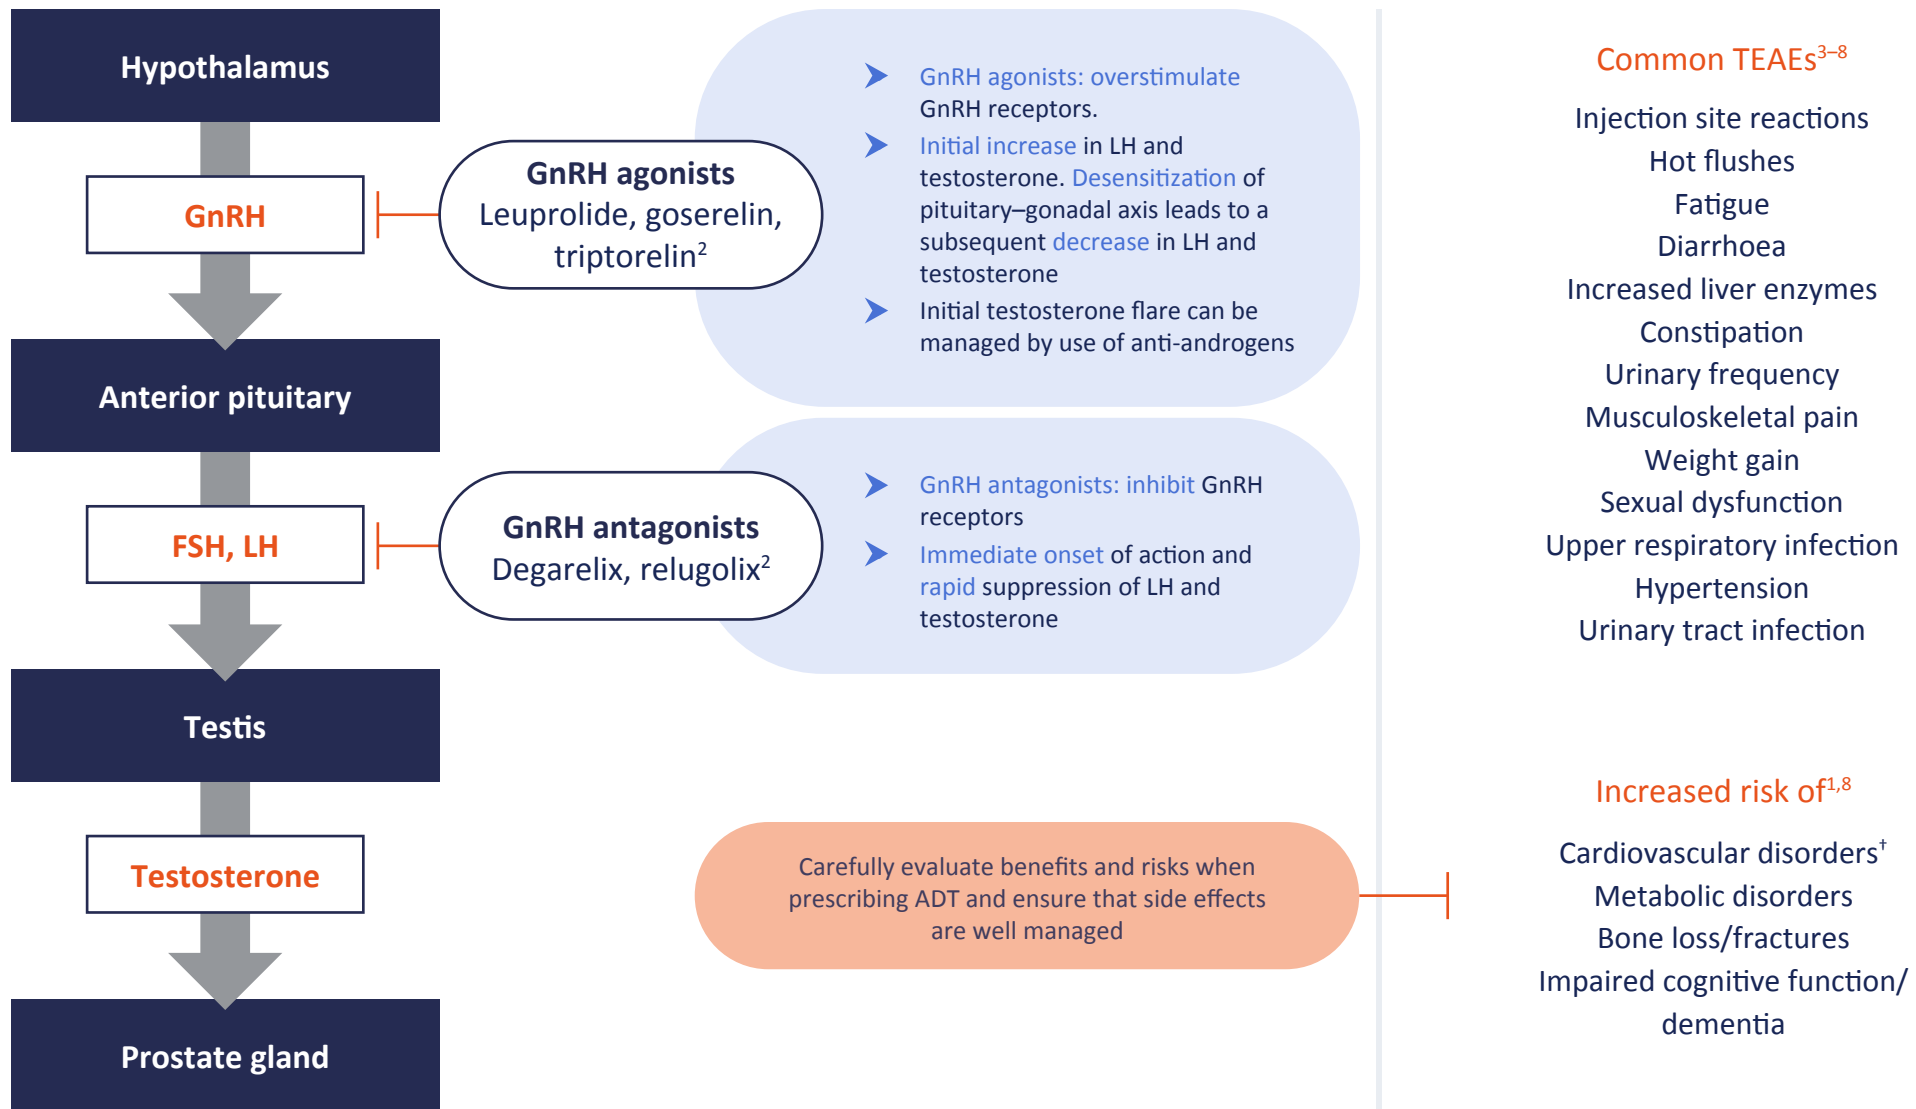 Hypothalamus
GnRH
Anterior pituitary
FSH, LH
Testis
Testosterone
Prostate gland
GnRH agonists
Leuprolide, goserelin,
triptorelin²
GnRH agonists: overstimulate
GnRH receptors.
Initial increase in LH and
testosterone. Desensitization of
pituitary–gonadal axis leads to a
subsequent decrease in LH and
testosterone
Initial testosterone flare can be
managed by use of anti-androgens
GnRH antagonists
Degarelix, relugolix²
GnRH antagonists: inhibit GnRH
receptors
Immediate onset of action and
rapid suppression of LH and
testosterone
Carefully evaluate benefits and risks when
prescribing ADT and ensure that side effects
are well managed
Common TEAEs³⁻⁸
Injection site reactions
Hot flushes
Fatigue
Diarrhoea
Increased liver enzymes
Constipation
Urinary frequency
Musculoskeletal pain
Weight gain
Sexual dysfunction
Upper respiratory infection
Hypertension
Urinary tract infection
Increased risk of¹,⁸
Cardiovascular disorders†
Metabolic disorders
Bone loss/fractures
Impaired cognitive function/
dementia